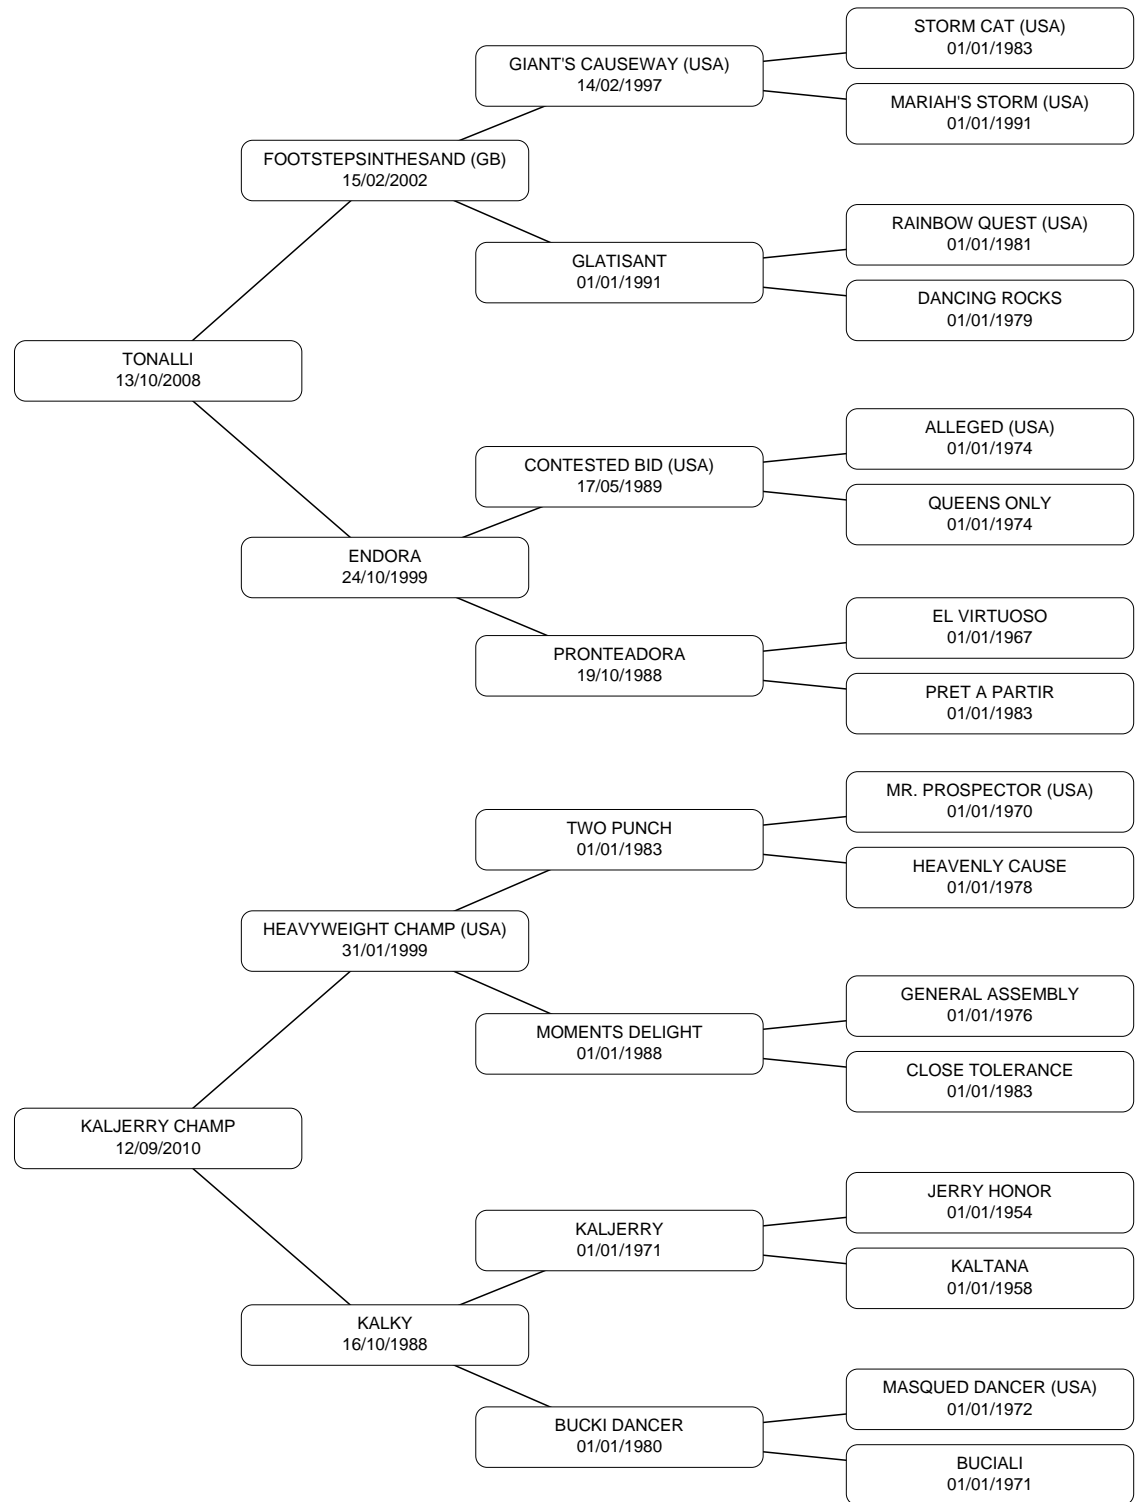 STORM CAT (USA)
01/01/1983
GIANT'S CAUSEWAY (USA)
14/02/1997
MARIAH'S STORM (USA)
01/01/1991
FOOTSTEPSINTHESAND (GB)
15/02/2002
RAINBOW QUEST (USA)
01/01/1981
GLATISANT
01/01/1991
DANCING ROCKS
01/01/1979
TONALLI
13/10/2008
ALLEGED (USA)
01/01/1974
CONTESTED BID (USA)
17/05/1989
QUEENS ONLY
01/01/1974
ENDORA
24/10/1999
EL VIRTUOSO
01/01/1967
PRONTEADORA
19/10/1988
PRET A PARTIR
01/01/1983
MR. PROSPECTOR (USA)
01/01/1970
TWO PUNCH
01/01/1983
HEAVENLY CAUSE
01/01/1978
HEAVYWEIGHT CHAMP (USA)
31/01/1999
GENERAL ASSEMBLY
01/01/1976
MOMENTS DELIGHT
01/01/1988
CLOSE TOLERANCE
01/01/1983
KALJERRY CHAMP
12/09/2010
JERRY HONOR
01/01/1954
KALJERRY
01/01/1971
KALTANA
01/01/1958
KALKY
16/10/1988
MASQUED DANCER (USA)
01/01/1972
BUCKI DANCER
01/01/1980
BUCIALI
01/01/1971